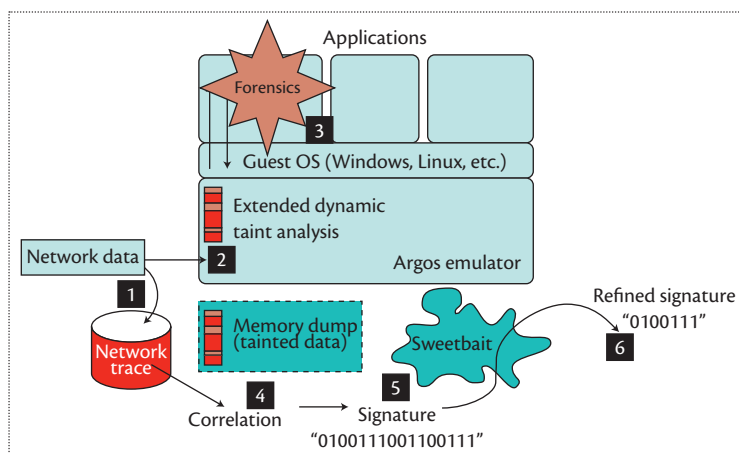 Applications
Forensics
3
Guest OS (Windows, Linux, etc.)
Extended dynamic
taint analysis
Network data
2
Argos emulator
1
Refined signature
"0100111"
Memory dump
(tainted data)
Sweetbait
6
Network
trace
4
5
Correlation
Signature
"0100111001100111"